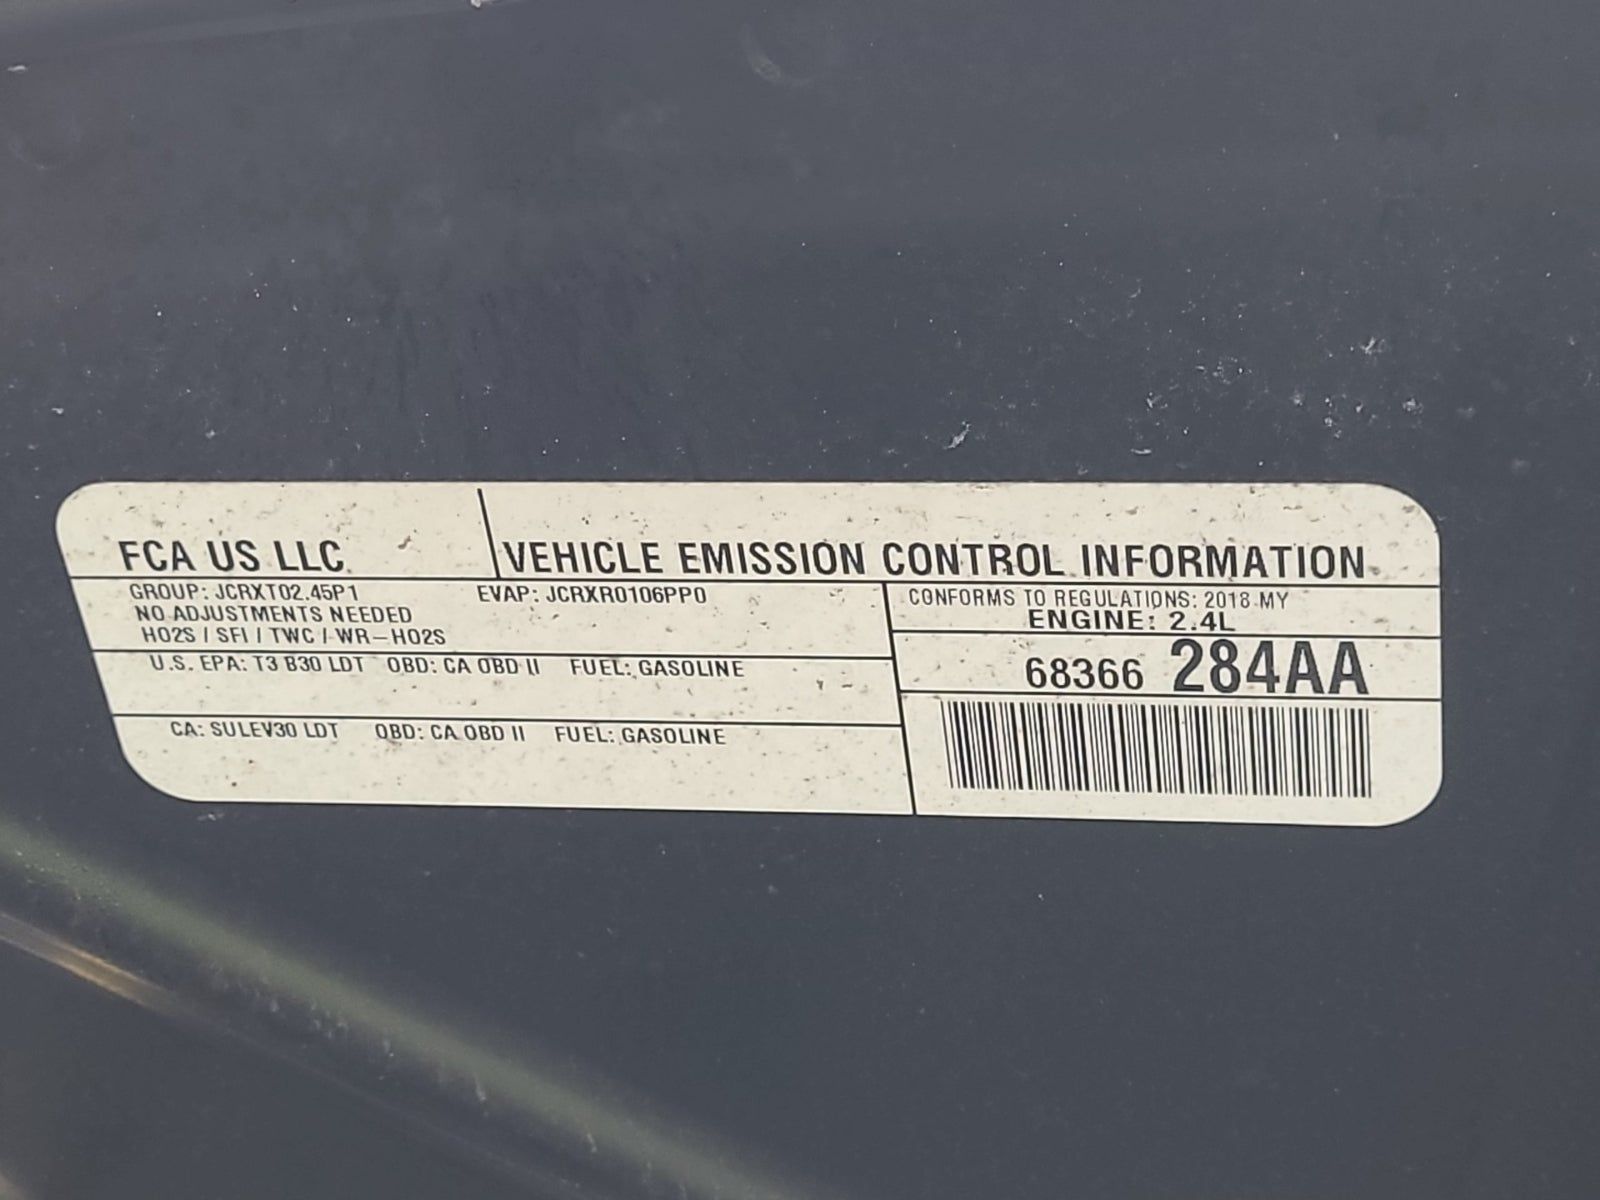 FCA US LLC
VEHICLE EMISSION CONTROL INFORMATION
GROUP: JCRXT02.45P1 EVAP: JCRXR0106PP0
NO ADJUSTMENTS NEEDED
HO2S / SFI / TWC / WR-HO2S
U.S. EPA: T3 B30 LDT OBD: CA OBD II FUEL: GASOLINE
CA: SULEV30 LDT OBD: CA OBD II FUEL: GASOLINE
CONFORMS TO REGULATIONS: 2018 MY
ENGINE: 2.4L
68366 284AA